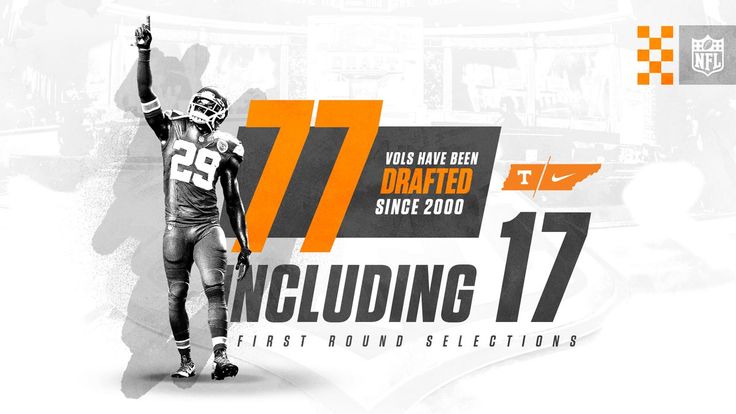 77
VOLS HAVE BEEN
DRAFTED
SINCE 2000
T
INCLUDING 17
FIRST ROUND SELECTIONS
29
NFL